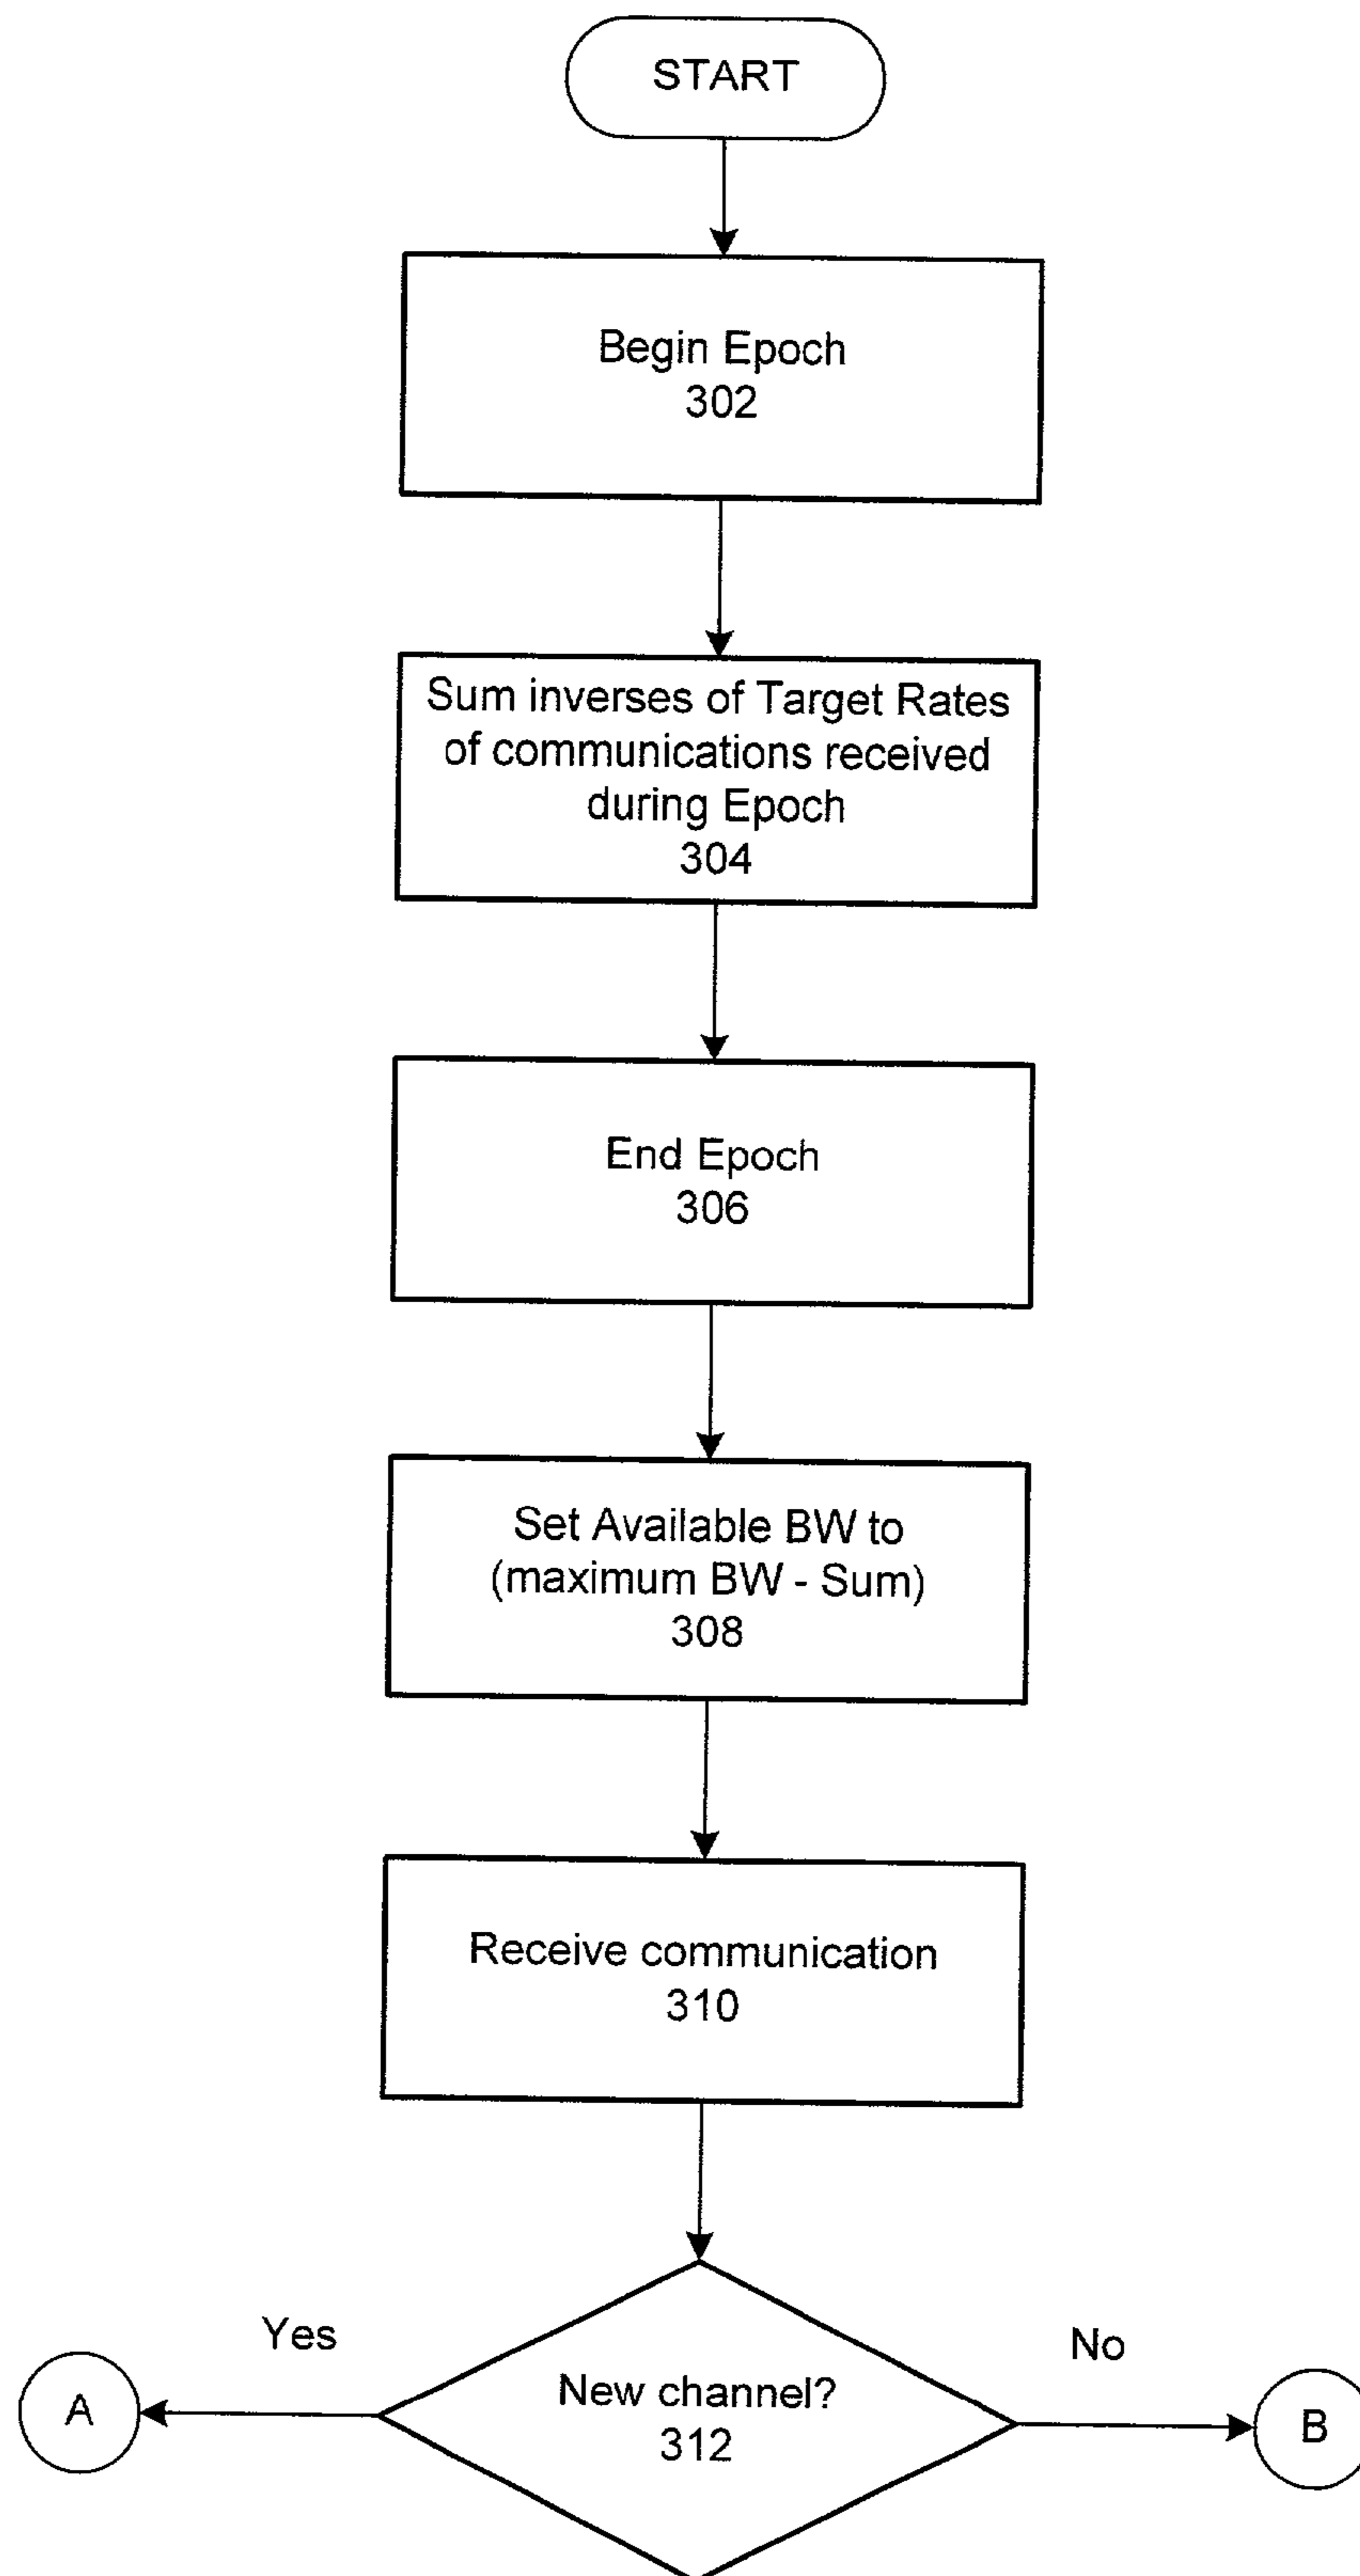 START
Begin Epoch
302
Sum inverses of Target Rates
of communications received
during Epoch
304
End Epoch
306
Set Available BW to
(maximum BW - Sum)
308
Receive communication
310
Yes
No
A
New channel?
312
B